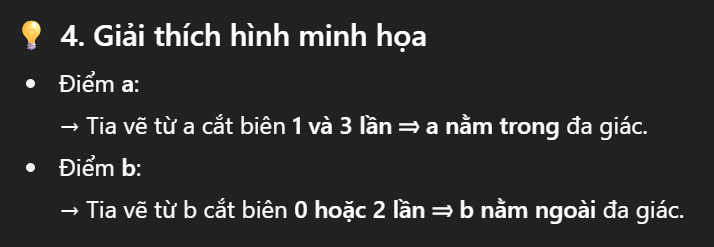 💡 4. Giải thích hình minh họa
• Điểm a:
→ Tia vẽ từ a cắt biên 1 và 3 lần ⟹ a nằm trong đa giác.
• Điểm b:
→ Tia vẽ từ b cắt biên 0 hoặc 2 lần ⟹ b nằm ngoài đa giác.